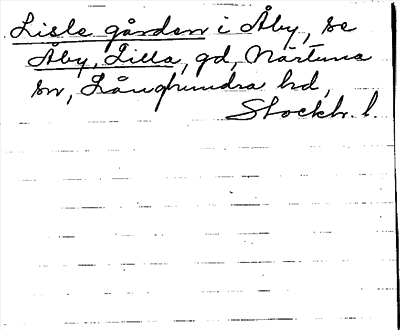 Lisle gården i Åby, se
Åby, Lilla, gd, Närtuna
sn, Långhundra hd,
Stockh. l.